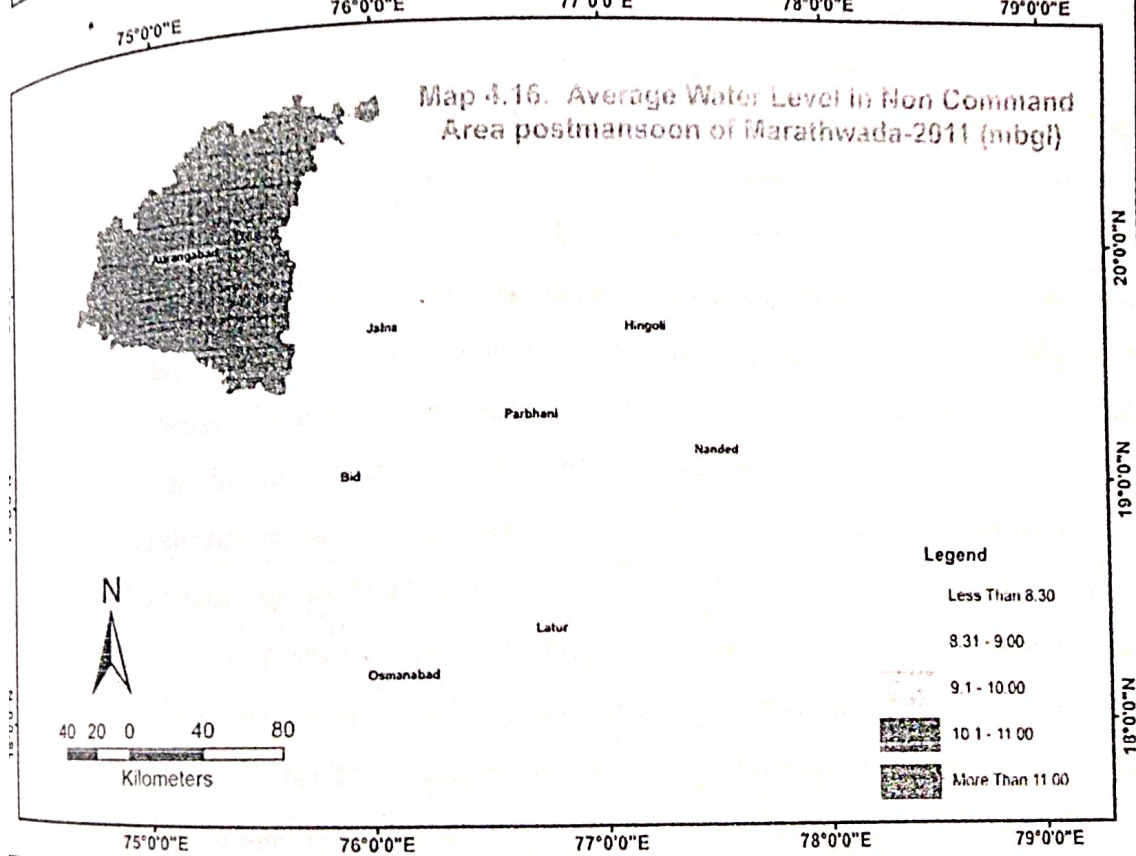 76°0'0"E 77°0'0"E 78°0'0"E 79°0'0"E
75°0'0"E
Map 4.16. Average Water Level in Non Command
Area postmansoon of Marathwada-2011 (mbgl)
20°0'0"N
Aurangabad
Jalna
Hingoli
Parbhani
Nanded
Bid
19°0'0"N
Legend
Less Than 8.30
8.31 - 9.00
9.1 - 10.00
10.1 - 11.00
More Than 11.00
N
Latur
Osmanabad
18°0'0"N
40 20 0 40 80
Kilometers
75°0'0"E 76°0'0"E 77°0'0"E 78°0'0"E 79°0'0"E